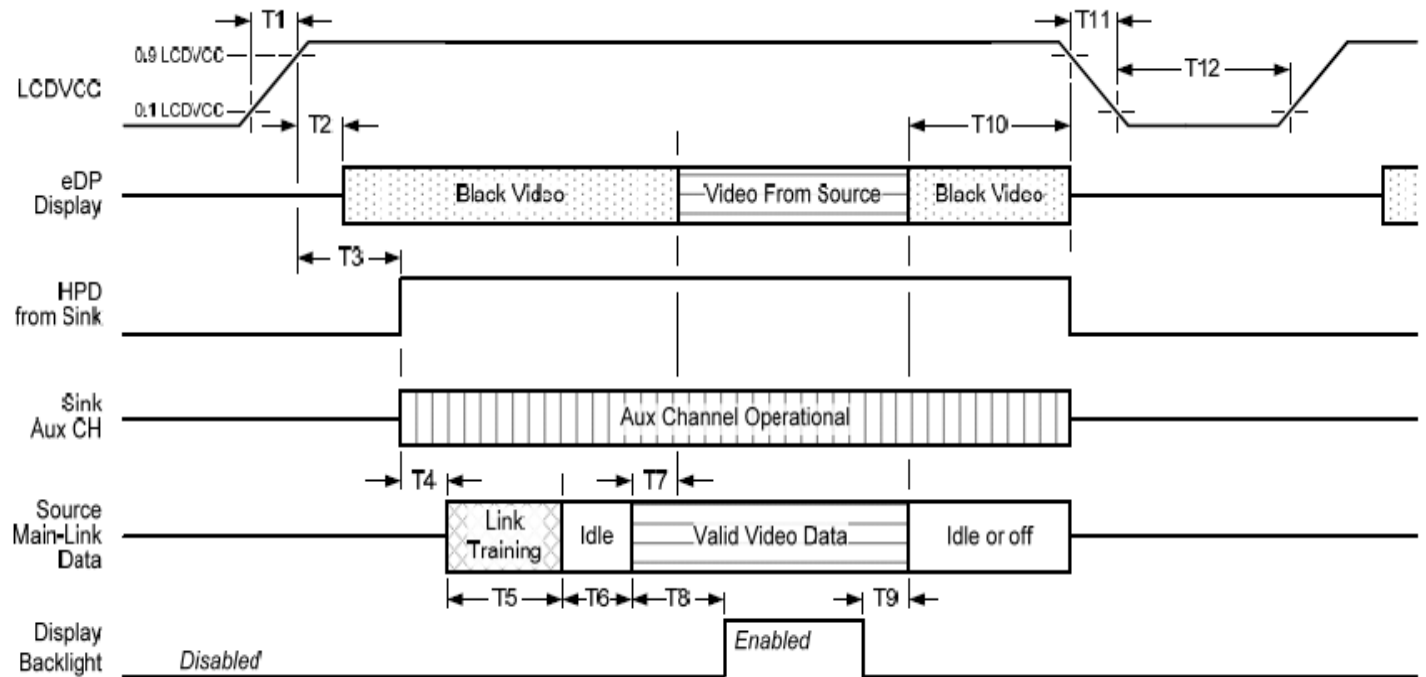 T1
T11
0.9 LCDVCC
LCDVCC
T12
0.1 LCDVCC
T2
T10
eDP
Display
Black Video
Video From Source
Black Video
T3
HPD
from Sink
Sink
Aux CH
Aux Channel Operational
T4
T7
Source
Main-Link
Data
Link
Training
Idle
Valid Video Data
Idle or off
T5
T6
T8
T9
Display
Backlight
Disabled
Enabled